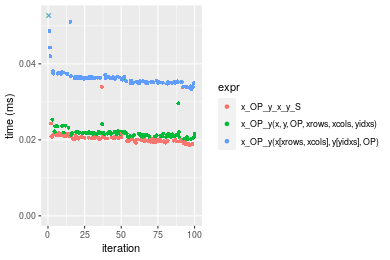 0.04
0.02
0.00
time (ms)
0
25
50
75
100
iteration
expr
x_OP_y_x_y_S
x_OP_y(x, y, OP, xrows, xcols, yidxs)
x_OP_y(x[xrows, xcols], y[yidxs], OP)